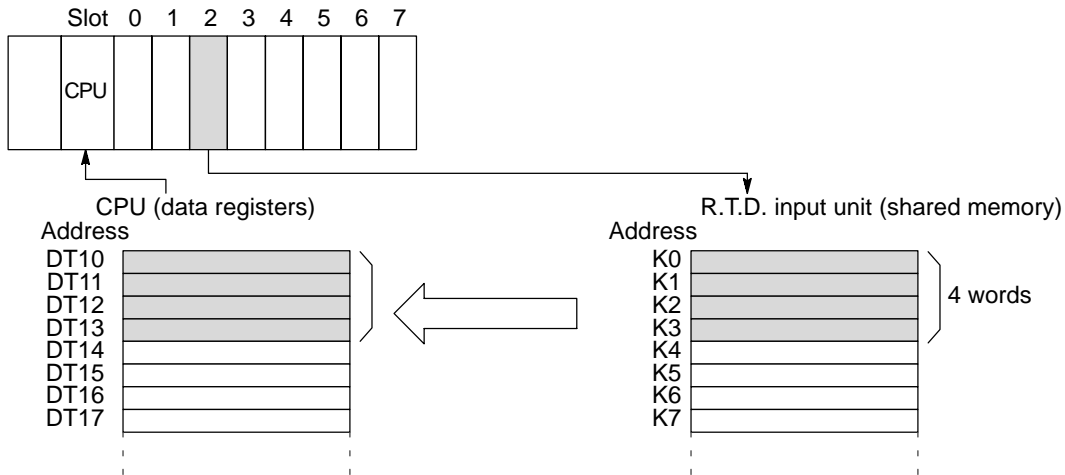 Slot 0 1 2 3 4 5 6 7
CPU
CPU (data registers)
Address
DT10
DT11
DT12
DT13
DT14
DT15
DT16
DT17
R.T.D. input unit (shared memory)
Address
K0
K1
K2
K3
K4
K5
K6
K7
4 words